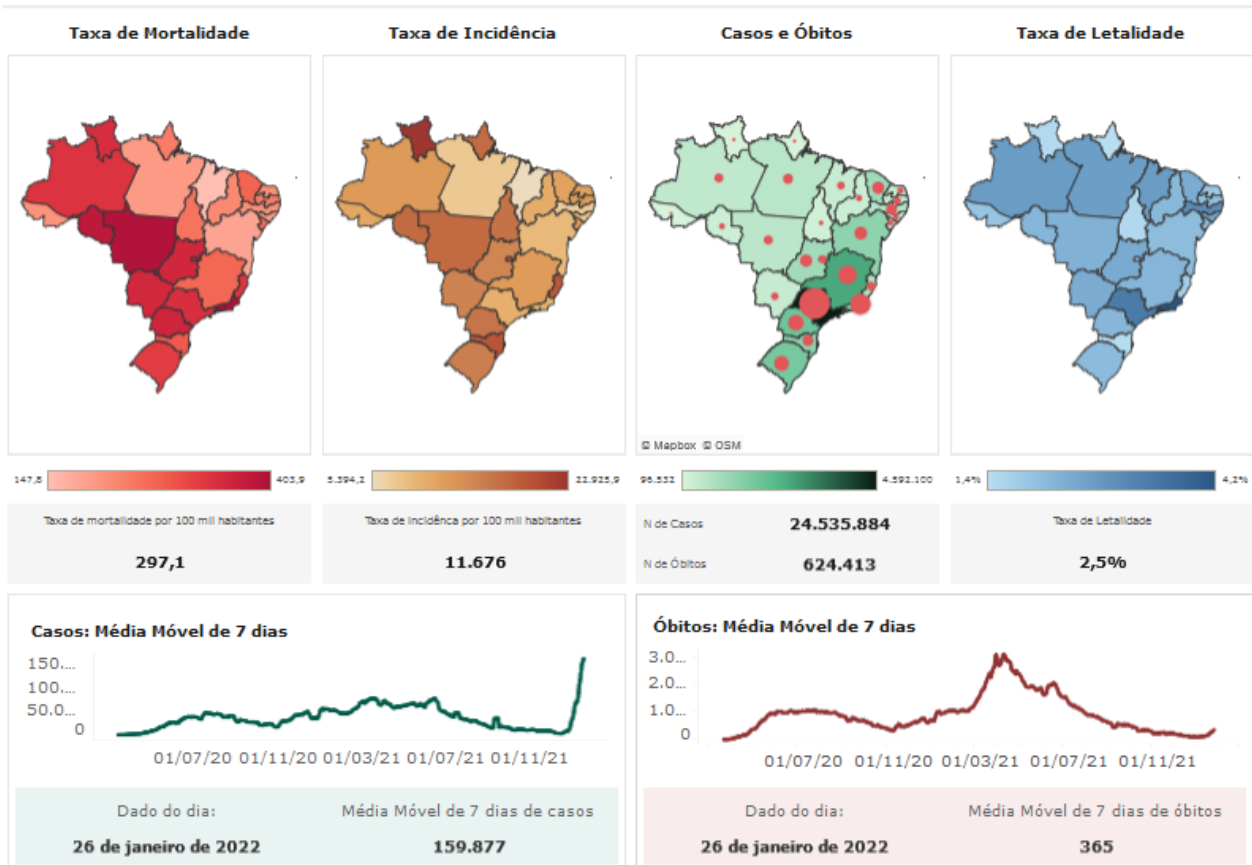 Taxa de Mortalidade
Taxa de Incidência
Casos e Óbitos
Taxa de Letalidade
© Mapbox © OSM
147,8
403,9
5.394,2
22.925,9
96.532
4.592.100
1,4%
4,2%
Taxa de mortalidade por 100 mil habitantes
297,1
Taxa de Incidênca por 100 mil habitantes
11.676
N de Casos
24.535.884
N de Óbitos
624.413
Taxa de Letalidade
2,5%
Casos: Média Móvel de 7 dias
150....
100....
50.0...
0
01/07/20 01/11/20 01/03/21 01/07/21 01/11/21
Dado do dia:
Média Móvel de 7 dias de casos
26 de janeiro de 2022
159.877
Óbitos: Média Móvel de 7 dias
3.0...
2.0...
1.0...
0
01/07/20 01/11/20 01/03/21 01/07/21 01/11/21
Dado do dia:
Média Móvel de 7 dias de óbitos
26 de janeiro de 2022
365